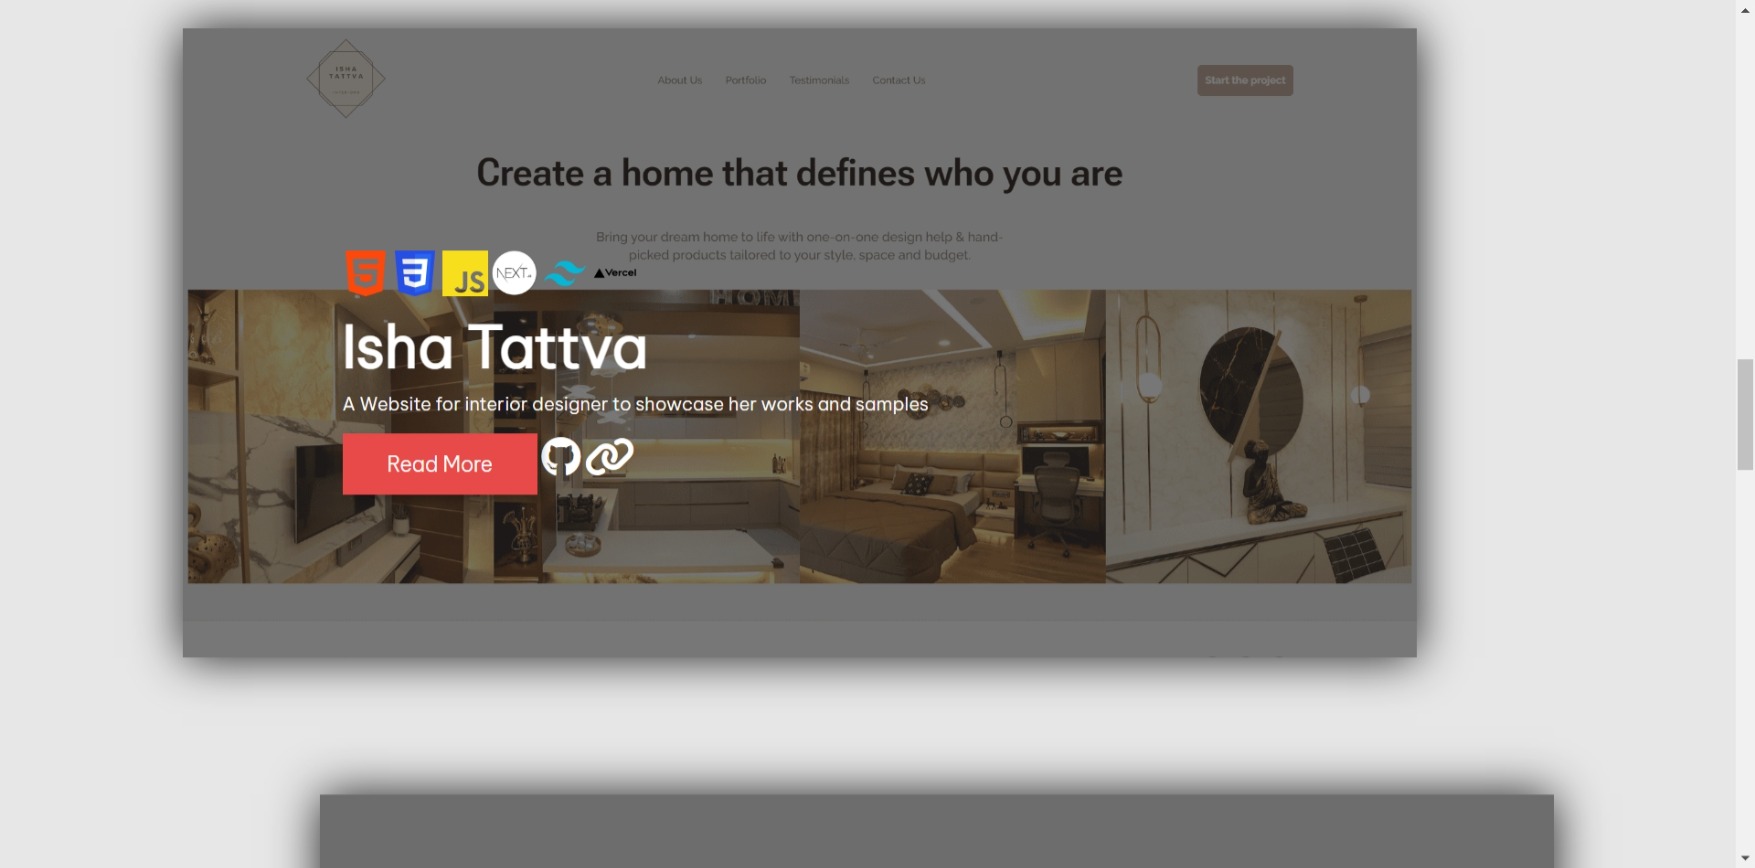 ISHA
TATTVA
About Us Portfolio Testimonials Contact Us
Start the project
Create a home that defines who you are
Bring your dream home to life with one-on-one design help & hand-
picked products tailored to your style, space and budget.
5 3 JS NEXT Vercel
HOME
Isha Tattva
A Website for interior designer to showcase her works and samples
Read More